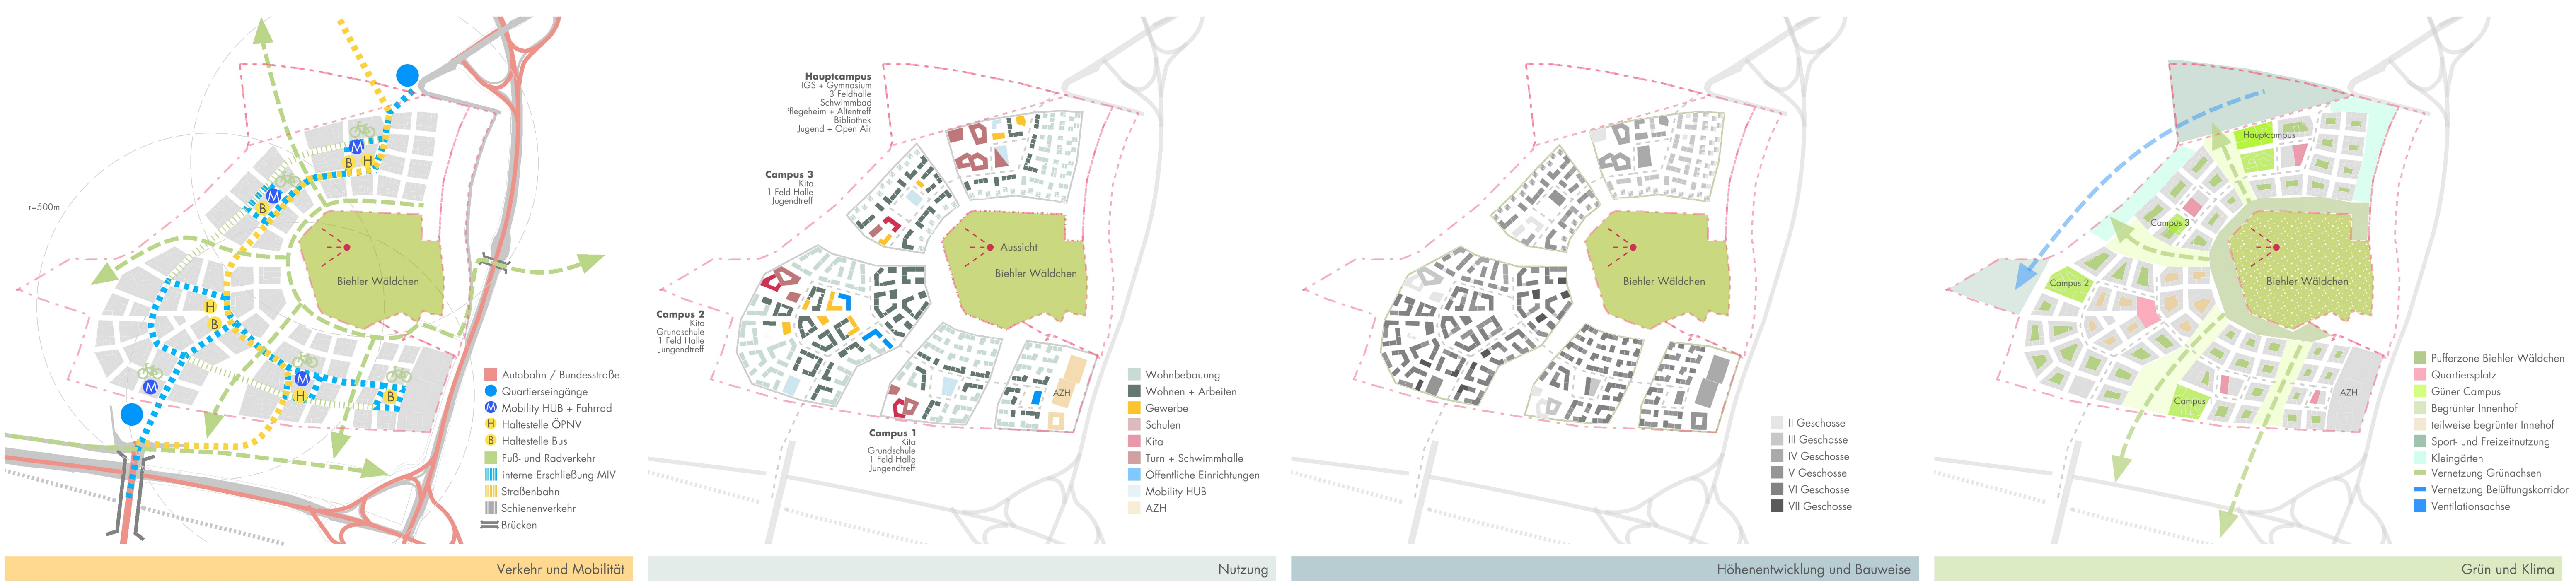 r=500m
M
B
H
M
B
Biehler Wäldchen
H
B
M
M
H
B
Autobahn / Bundesstraße
Quartierseingänge
M Mobility HUB + Fahrrad
H Haltestelle ÖPNV
B Haltestelle Bus
Fuß- und Radverkehr
interne Erschließung MIV
Straßenbahn
Schienenverkehr
Brücken
Verkehr und Mobilität
Hauptcampus
IGS + Gymnasium
3 Feldhalle
Schwimmbad
Pflegeheim + Altentreff
Bibliothek
Jugend + Open Air
Campus 3
Kita
1 Feld Halle
Jugendtreff
Campus 2
Kita
Grundschule
1 Feld Halle
Jungendtreff
Campus 1
Kita
Grundschule
1 Feld Halle
Jungendtreff
Aussicht
Biehler Wäldchen
AZH
Wohnbebauung
Wohnen + Arbeiten
Gewerbe
Schulen
Kita
Turn + Schwimmhalle
Öffentliche Einrichtungen
Mobility HUB
AZH
Nutzung
Biehler Wäldchen
II Geschosse
III Geschosse
IV Geschosse
V Geschosse
VI Geschosse
VII Geschosse
Höhenentwicklung und Bauweise
Hauptcampus
Campus 3
Campus 2
Biehler Wäldchen
Campus 1
AZH
Pufferzone Biehler Wäldchen
Quartiersplatz
Güner Campus
Begrünter Innenhof
teilweise begrünter Innehof
Sport- und Freizeitnutzung
Kleingärten
Vernetzung Grünachsen
Vernetzung Belüftungskorridor
Ventilationsachse
Grün und Klima